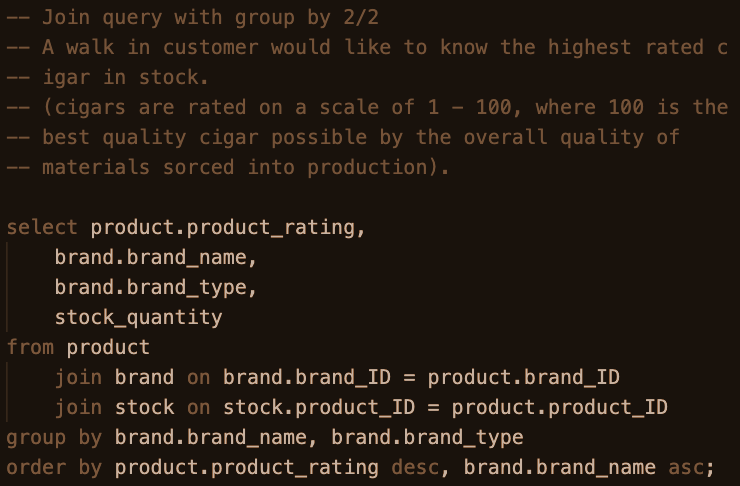 -- Join query with group by 2/2
-- A walk in customer would like to know the highest rated c
-- igar in stock.
-- (cigars are rated on a scale of 1 - 100, where 100 is the
-- best quality cigar possible by the overall quality of
-- materials sorced into production).
select product.product_rating,
brand.brand_name,
brand.brand_type,
stock_quantity
from product
join brand on brand.brand_ID = product.brand_ID
join stock on stock.product_ID = product.product_ID
group by brand.brand_name, brand.brand_type
order by product.product_rating desc, brand.brand_name asc;